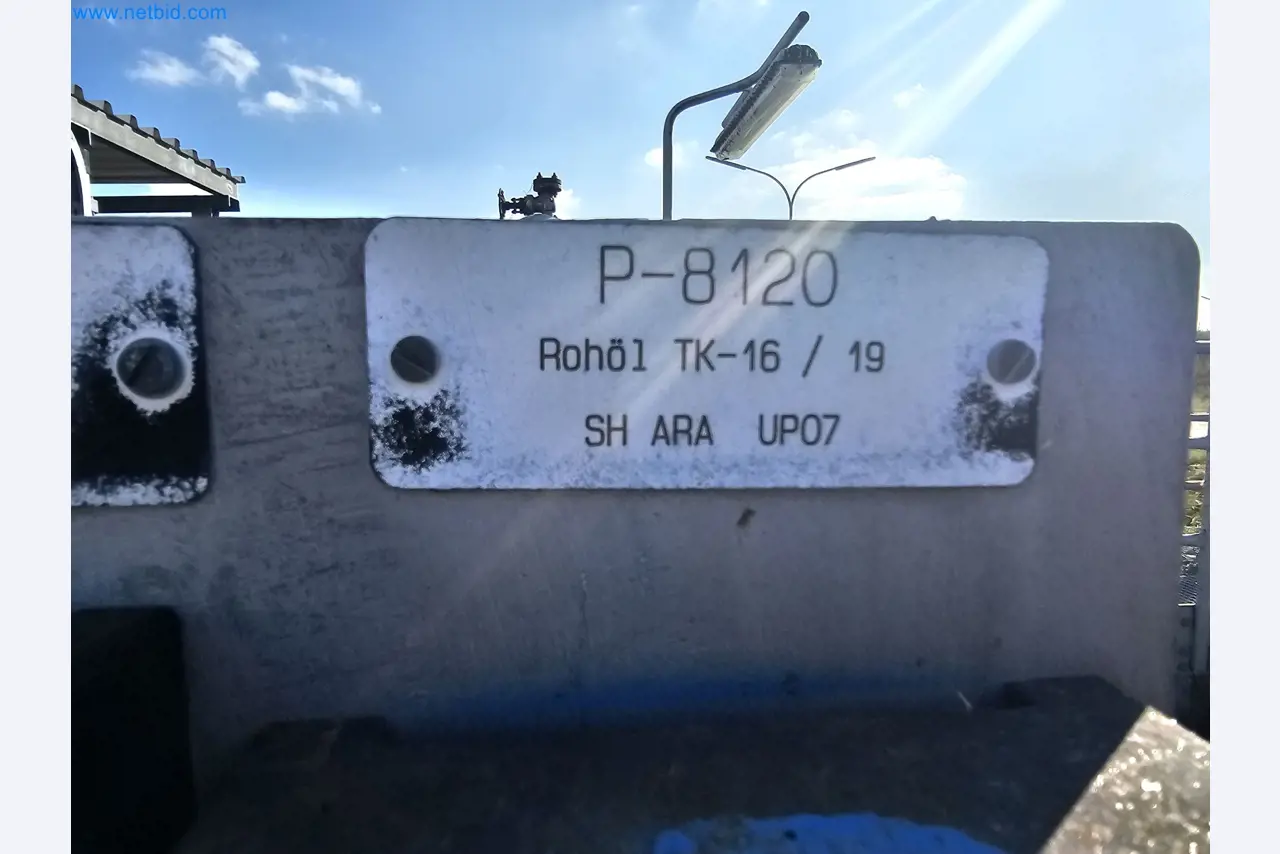 www.netbid.com
P-8120
Rohöl TK-16 / 19
SH ARA UP07